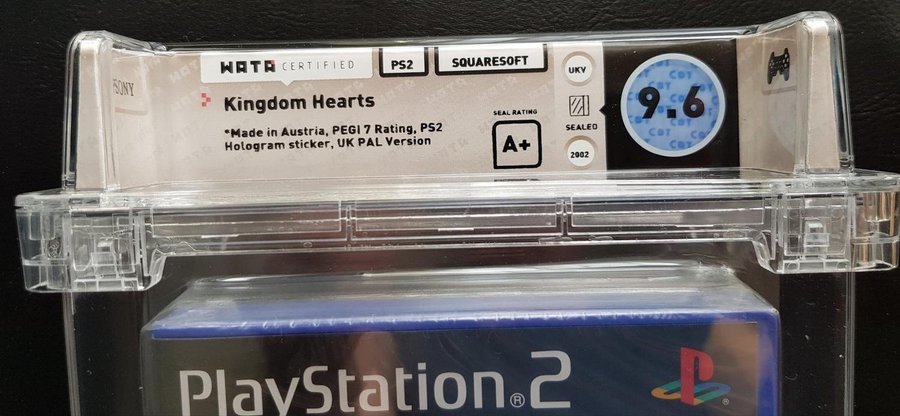 WATA CERTIFIED
PS2
SQUARESOFT
UKV
SONY
Kingdom Hearts
9.6
CBT
SEAL RATING
A+
SEALED
*Made in Austria, PEGI 7 Rating, PS2
Hologram sticker, UK PAL Version
2002
PlayStation®2